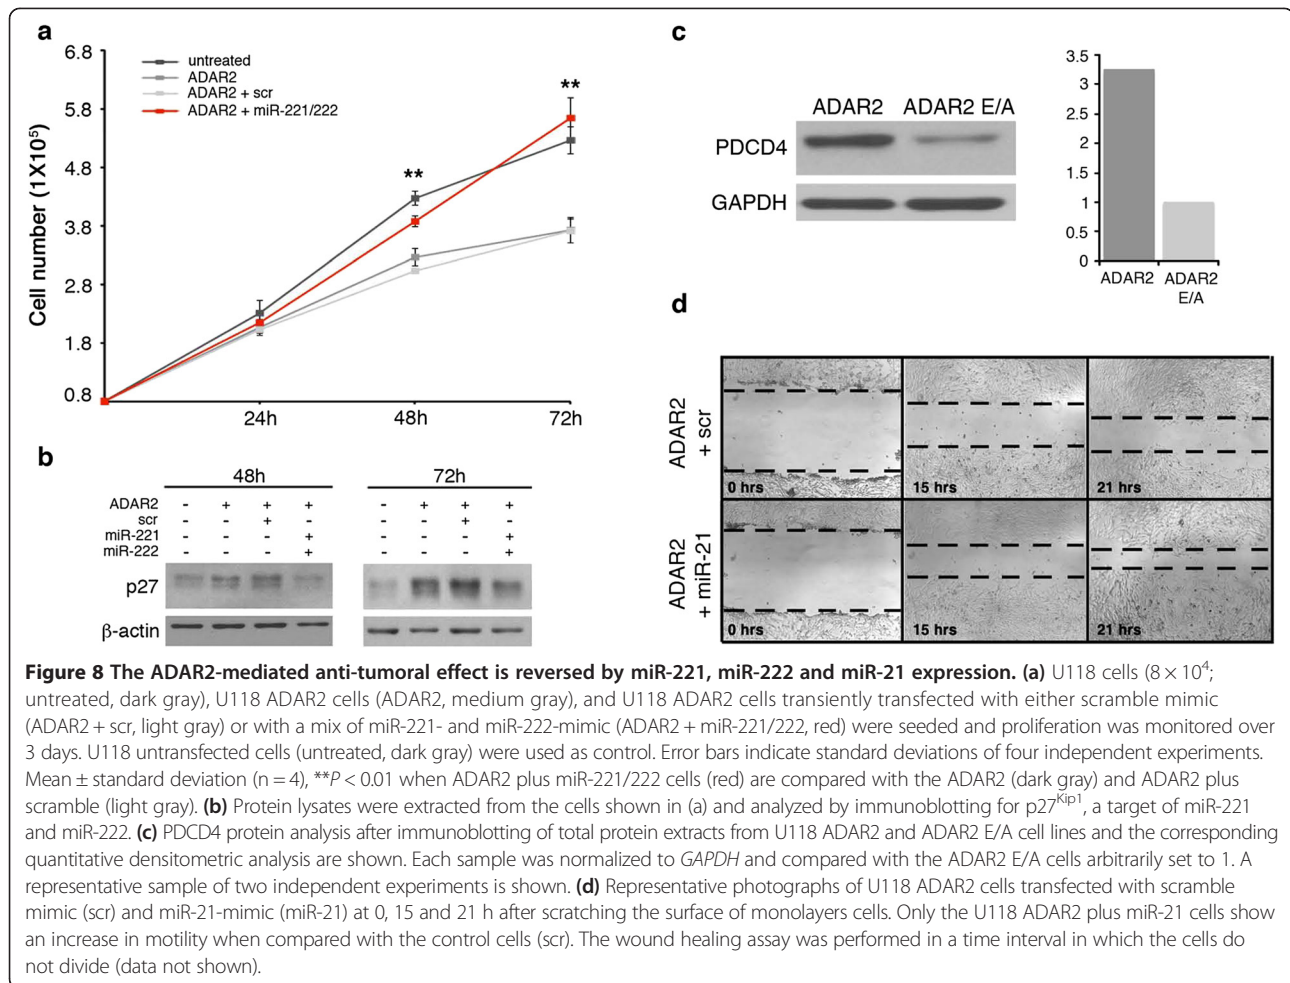 a
6.8
5.8
4.8
3.8
2.8
1.8
0.8
Cell number (1X10⁵)
untreated
ADAR2
ADAR2 + scr
ADAR2 + miR-221/222
**
**
24h
48h
72h
b
48h
72h
ADAR2 - + + + - + + +
scr - - + - - - + -
miR-221 - - - + - - - +
miR-222 - - - + - - - +
p27
β-actin
c
ADAR2 ADAR2 E/A
PDCD4
GAPDH
3.5
3
2.5
2
1.5
1
0.5
0
ADAR2
ADAR2
E/A
d
ADAR2
+ scr
0 hrs
15 hrs
21 hrs
ADAR2
+ miR-21
0 hrs
15 hrs
21 hrs
Figure 8 The ADAR2-mediated anti-tumoral effect is reversed by miR-221, miR-222 and miR-21 expression. (a) U118 cells (8 × 10⁴;
untreated, dark gray), U118 ADAR2 cells (ADAR2, medium gray), and U118 ADAR2 cells transiently transfected with either scramble mimic
(ADAR2 + scr, light gray) or with a mix of miR-221- and miR-222-mimic (ADAR2 + miR-221/222, red) were seeded and proliferation was monitored over
3 days. U118 untransfected cells (untreated, dark gray) were used as control. Error bars indicate standard deviations of four independent experiments.
Mean ± standard deviation (n = 4), **P < 0.01 when ADAR2 plus miR-221/222 cells (red) are compared with the ADAR2 (dark gray) and ADAR2 plus
scramble (light gray). (b) Protein lysates were extracted from the cells shown in (a) and analyzed by immunoblotting for p27ᴷⁱᵖ¹, a target of miR-221
and miR-222. (c) PDCD4 protein analysis after immunoblotting of total protein extracts from U118 ADAR2 and ADAR2 E/A cell lines and the corresponding
quantitative densitometric analysis are shown. Each sample was normalized to GAPDH and compared with the ADAR2 E/A cells arbitrarily set to 1. A
representative sample of two independent experiments is shown. (d) Representative photographs of U118 ADAR2 cells transfected with scramble
mimic (scr) and miR-21-mimic (miR-21) at 0, 15 and 21 h after scratching the surface of monolayers cells. Only the U118 ADAR2 plus miR-21 cells show
an increase in motility when compared with the control cells (scr). The wound healing assay was performed in a time interval in which the cells do
not divide (data not shown).